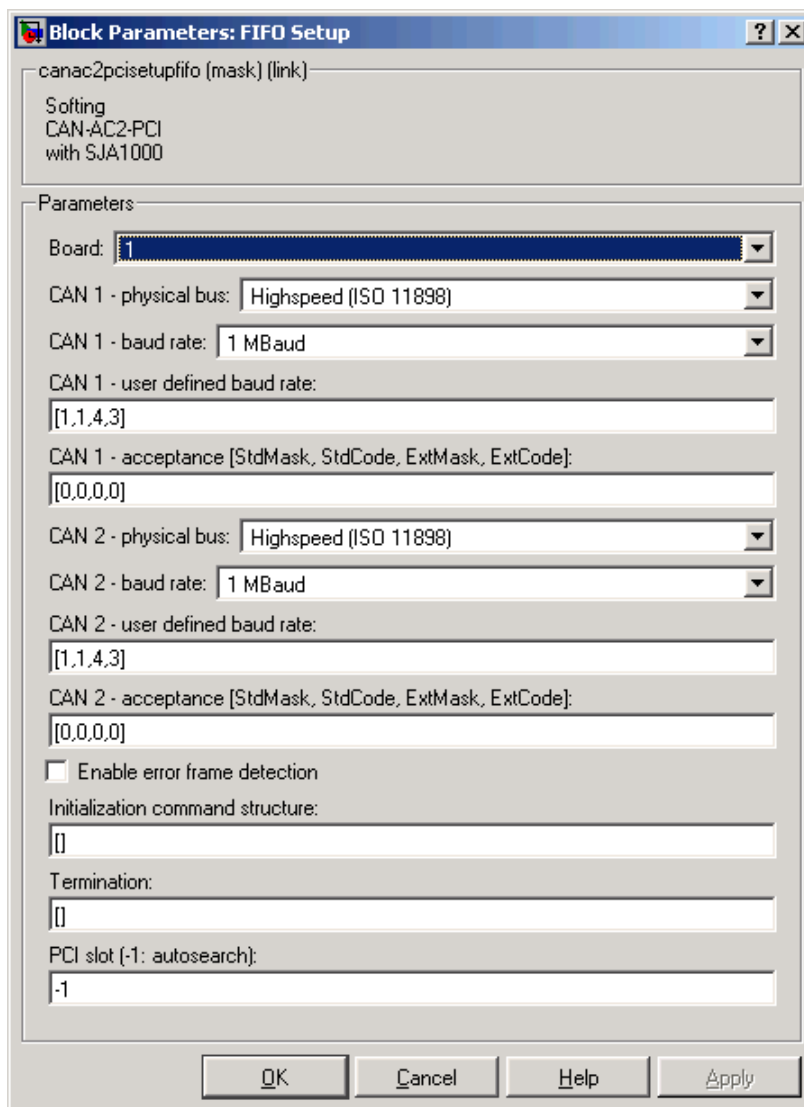 Block Parameters: FIFO Setup
canac2pcisetupfifo (mask) (link)
Softing
CAN-AC2-PCI
with SJA1000
Parameters
Board: 1
CAN 1 - physical bus: Highspeed (ISO 11898)
CAN 1 - baud rate: 1 MBaud
CAN 1 - user defined baud rate:
[1,1,4,3]
CAN 1 - acceptance [StdMask, StdCode, ExtMask, ExtCode]:
[0,0,0,0]
CAN 2 - physical bus: Highspeed (ISO 11898)
CAN 2 - baud rate: 1 MBaud
CAN 2 - user defined baud rate:
[1,1,4,3]
CAN 2 - acceptance [StdMask, StdCode, ExtMask, ExtCode]:
[0,0,0,0]
Enable error frame detection
Initialization command structure:
[]
Termination:
[]
PCI slot (-1: autosearch):
-1
OK Cancel Help Apply